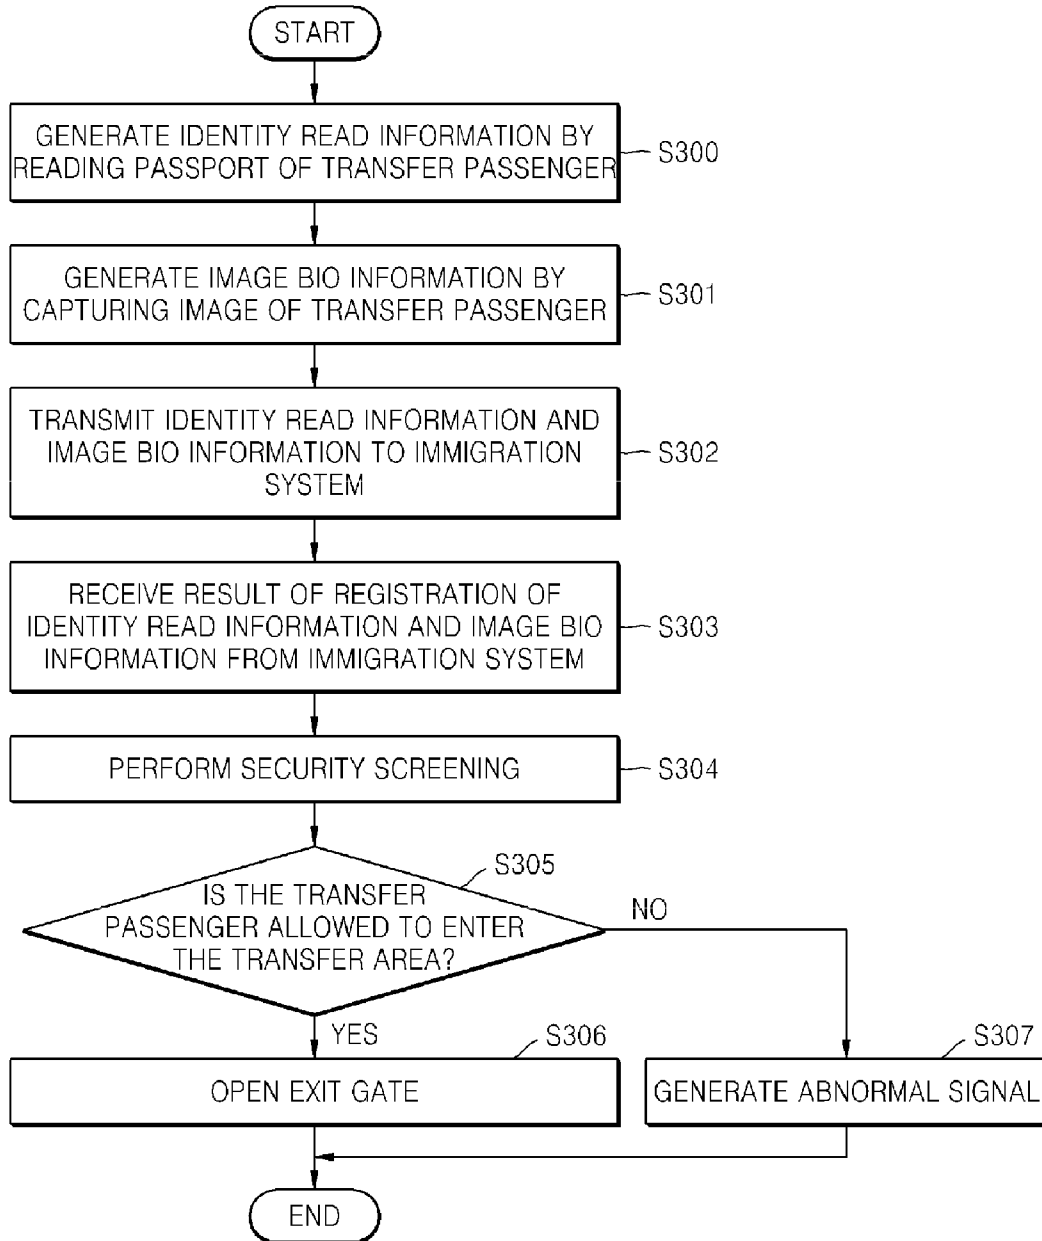 START
GENERATE IDENTITY READ INFORMATION BY
READING PASSPORT OF TRANSFER PASSENGER
S300
GENERATE IMAGE BIO INFORMATION BY
CAPTURING IMAGE OF TRANSFER PASSENGER
S301
TRANSMIT IDENTITY READ INFORMATION AND
IMAGE BIO INFORMATION TO IMMIGRATION
SYSTEM
S302
RECEIVE RESULT OF REGISTRATION OF
IDENTITY READ INFORMATION AND IMAGE BIO
INFORMATION FROM IMMIGRATION SYSTEM
S303
PERFORM SECURITY SCREENING
S304
S305
IS THE TRANSFER
PASSENGER ALLOWED TO ENTER
THE TRANSFER AREA?
NO
YES
S306
OPEN EXIT GATE
S307
GENERATE ABNORMAL SIGNAL
END